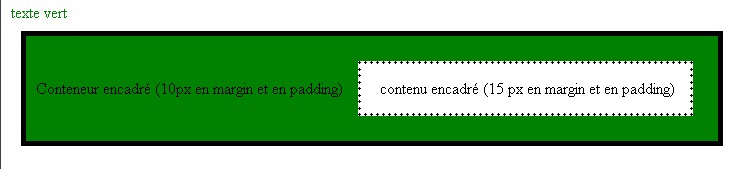 texte vert
Conteneur encadré (10px en margin et en padding) contenu encadré (15 px en margin et en padding)